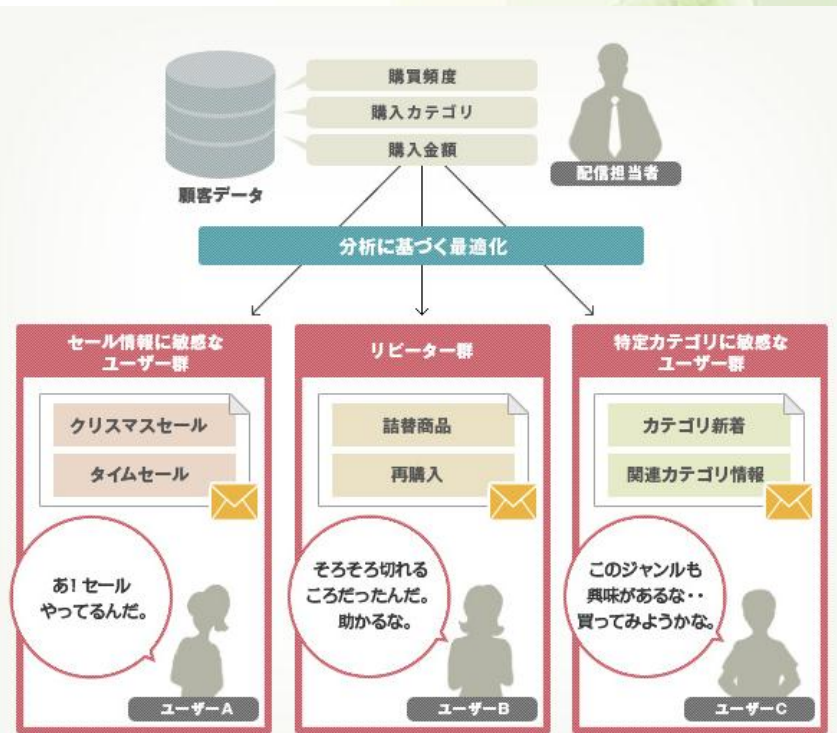 購買頻度
購入カテゴリ
購入金額
顧客データ
配信担当者
分析に基づく最適化
セール情報に敏感な
ユーザー群
クリスマスセール
タイムセール
あ!セール
やってるんだ。
ユーザーA
リピーター群
詰替商品
再購入
そろそろ切れる
ころだったんだ。
助かるな。
ユーザーB
特定カテゴリに敏感な
ユーザー群
カテゴリ新着
関連カテゴリ情報
このジャンルも
興味があるな・・
買ってみようかな。
ユーザーC